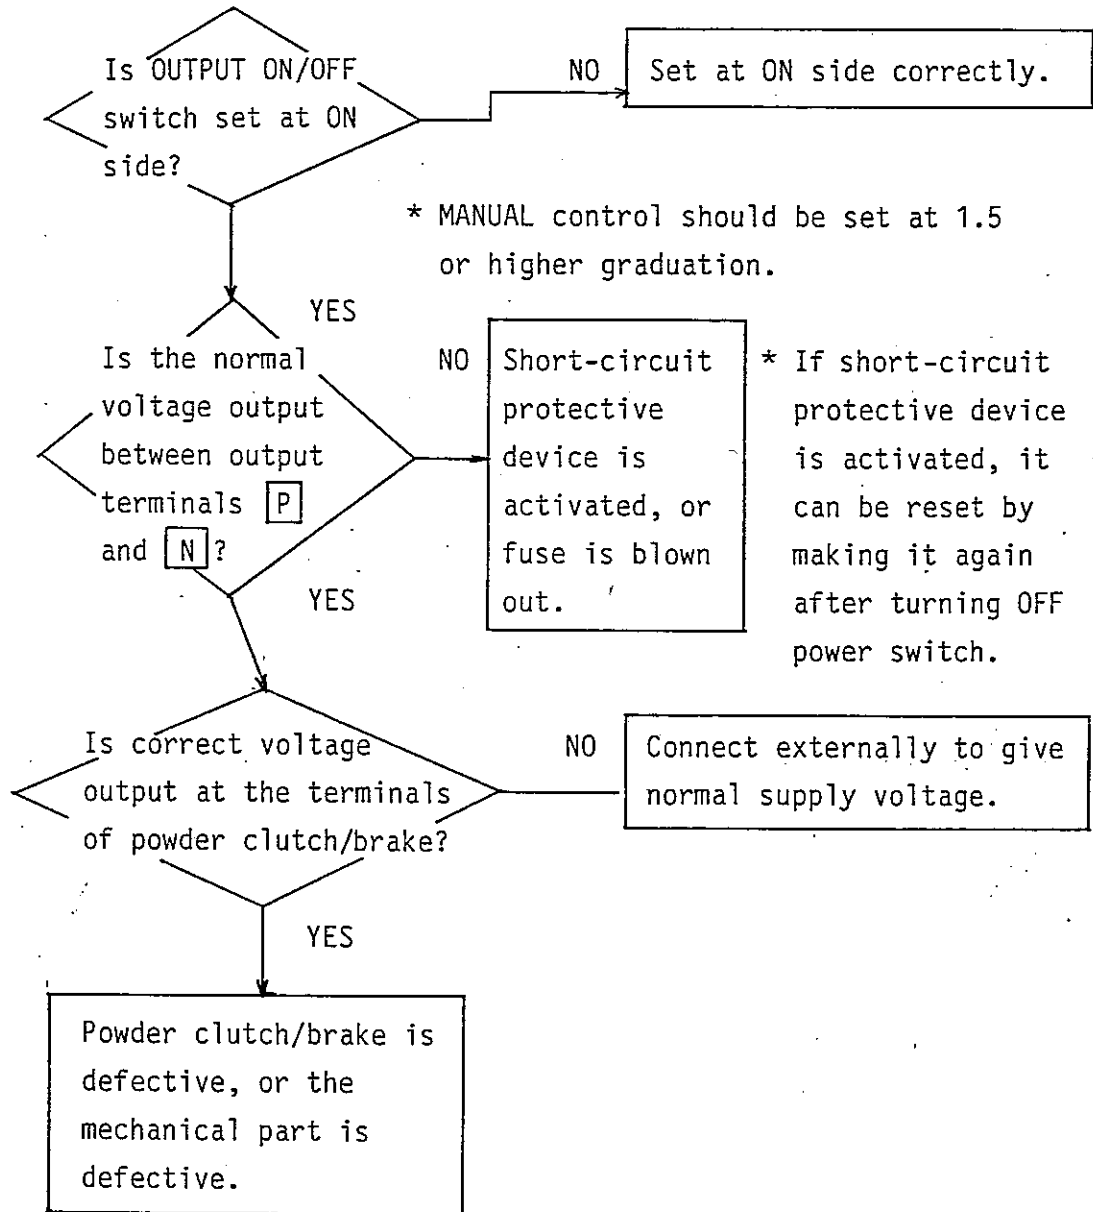 Is OUTPUT ON/OFF
switch set at ON
side?
NO
Set at ON side correctly.
* MANUAL control should be set at 1.5
or higher graduation.
YES
Is the normal
voltage output
between output
terminals P
and N ?
NO
Short-circuit
protective
device is
activated, or
fuse is blown
out.
* If short-circuit
protective device
is activated, it
can be reset by
making it again
after turning OFF
power switch.
YES
Is correct voltage
output at the terminals
of powder clutch/brake?
NO
Connect externally to give
normal supply voltage.
YES
Powder clutch/brake is
defective, or the
mechanical part is
defective.